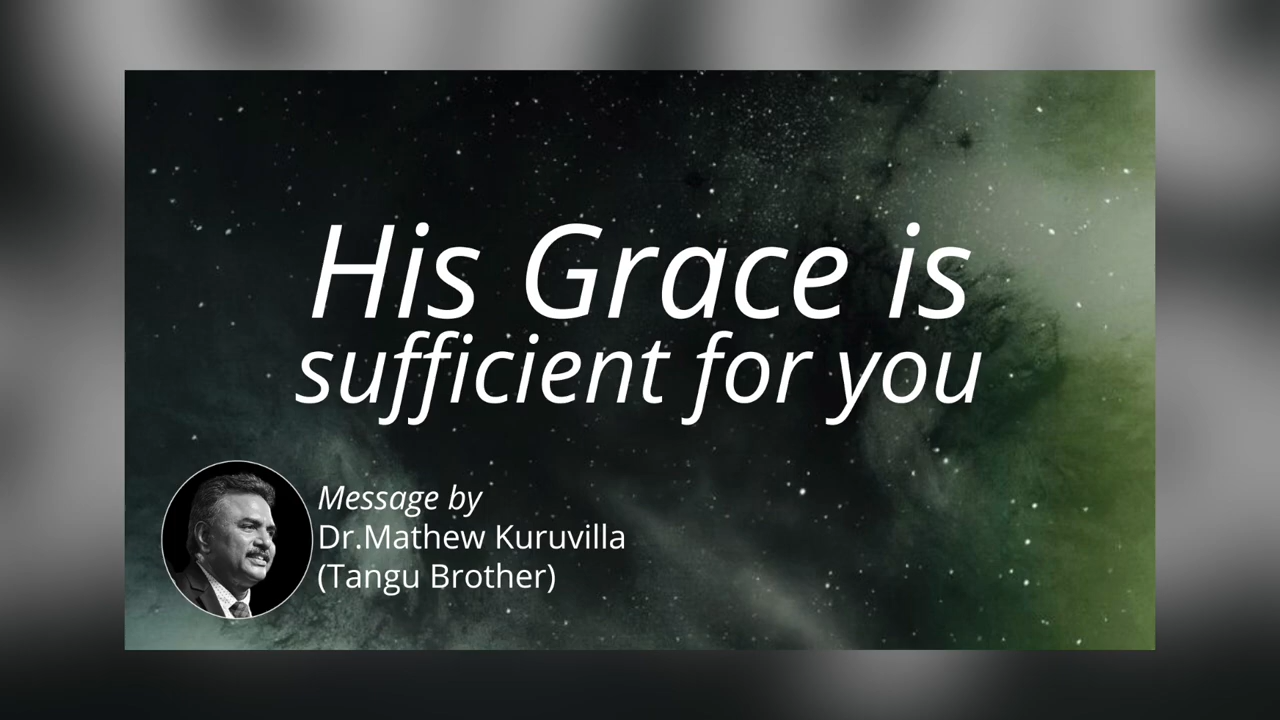 His Grace is
sufficient for you
Message by
Dr.Mathew Kuruvilla
(Tangu Brother)